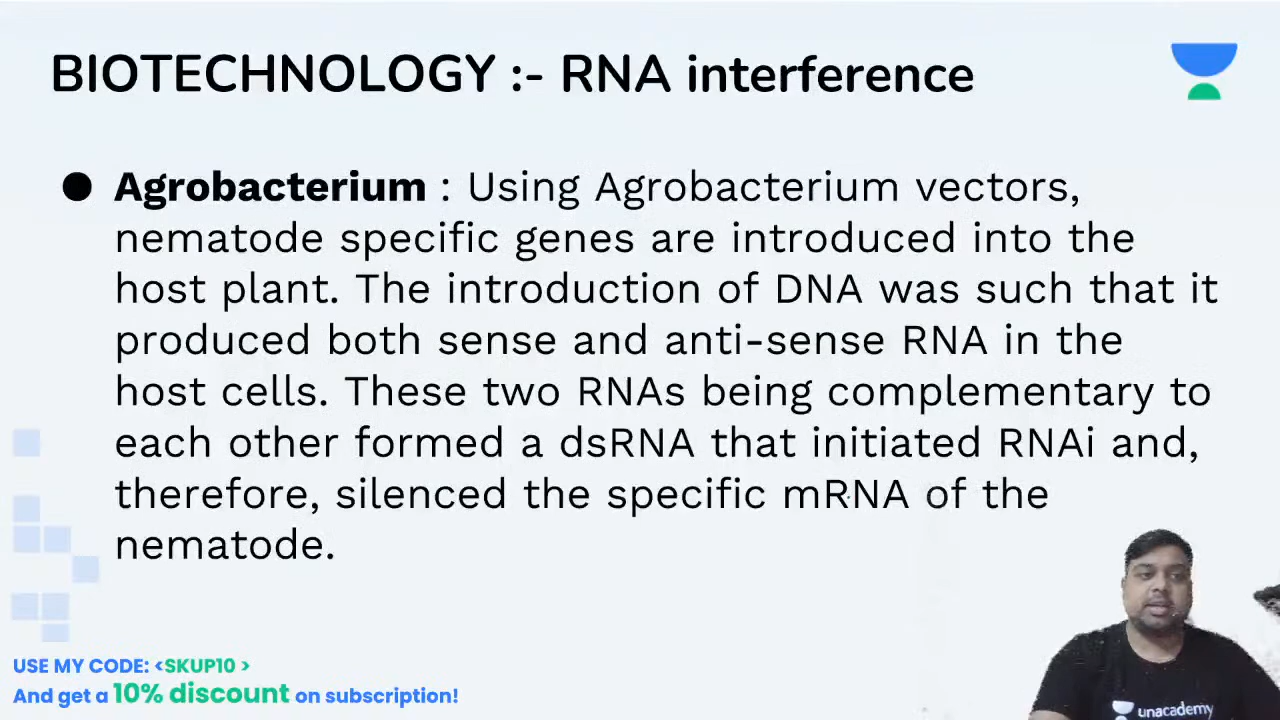 BIOTECHNOLOGY :- RNA interference
● Agrobacterium : Using Agrobacterium vectors,
nematode specific genes are introduced into the
host plant. The introduction of DNA was such that it
produced both sense and anti-sense RNA in the
host cells. These two RNAs being complementary to
each other formed a dsRNA that initiated RNAi and,
therefore, silenced the specific mRNA of the
nematode.
USE MY CODE: <SKUP10 >
And get a 10% discount on subscription!
unacademy